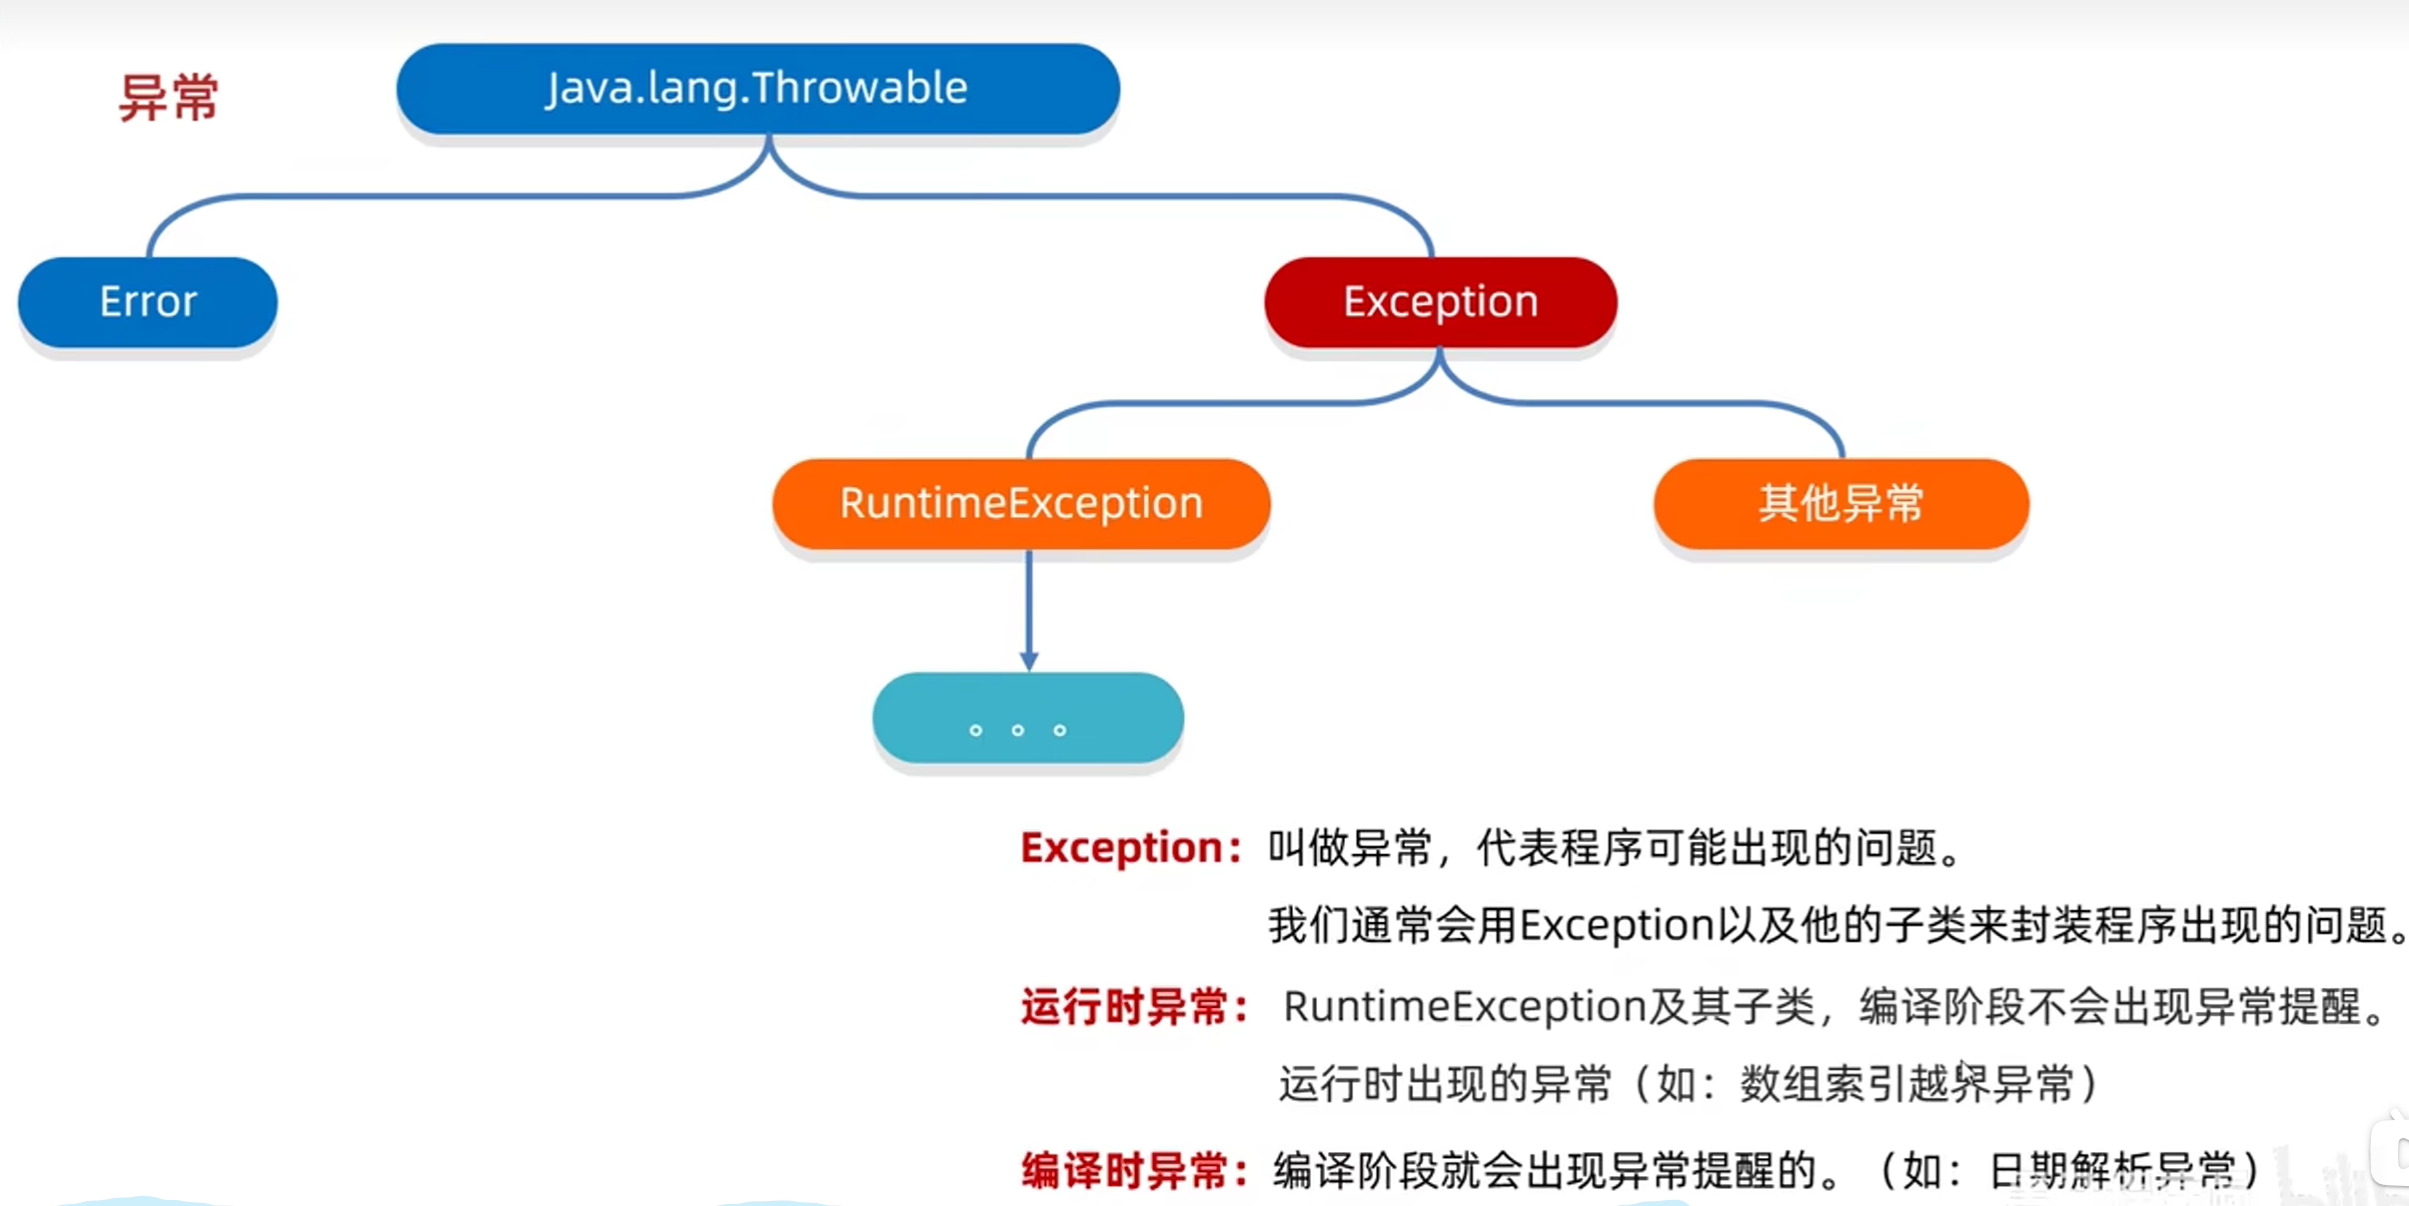 异常
Java.lang.Throwable
Error
Exception
RuntimeException
其他异常
。。。
Exception：叫做异常，代表程序可能出现的问题。
我们通常会用Exception以及他的子类来封装程序出现的问题。
运行时异常：RuntimeException及其子类，编译阶段不会出现异常提醒。
运行时出现的异常（如：数组索引越界异常）
编译时异常：编译阶段就会出现异常提醒的。（如：日期解析异常）